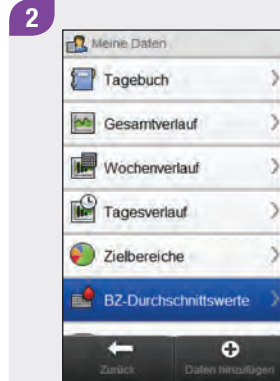 2
Meine Daten
Tagebuch
Gesamtverlauf
Wochenverlauf
Tagesverlauf
Zielbereiche
BZ-Durchschnittswerte
Zurück
Daten hinzufügen